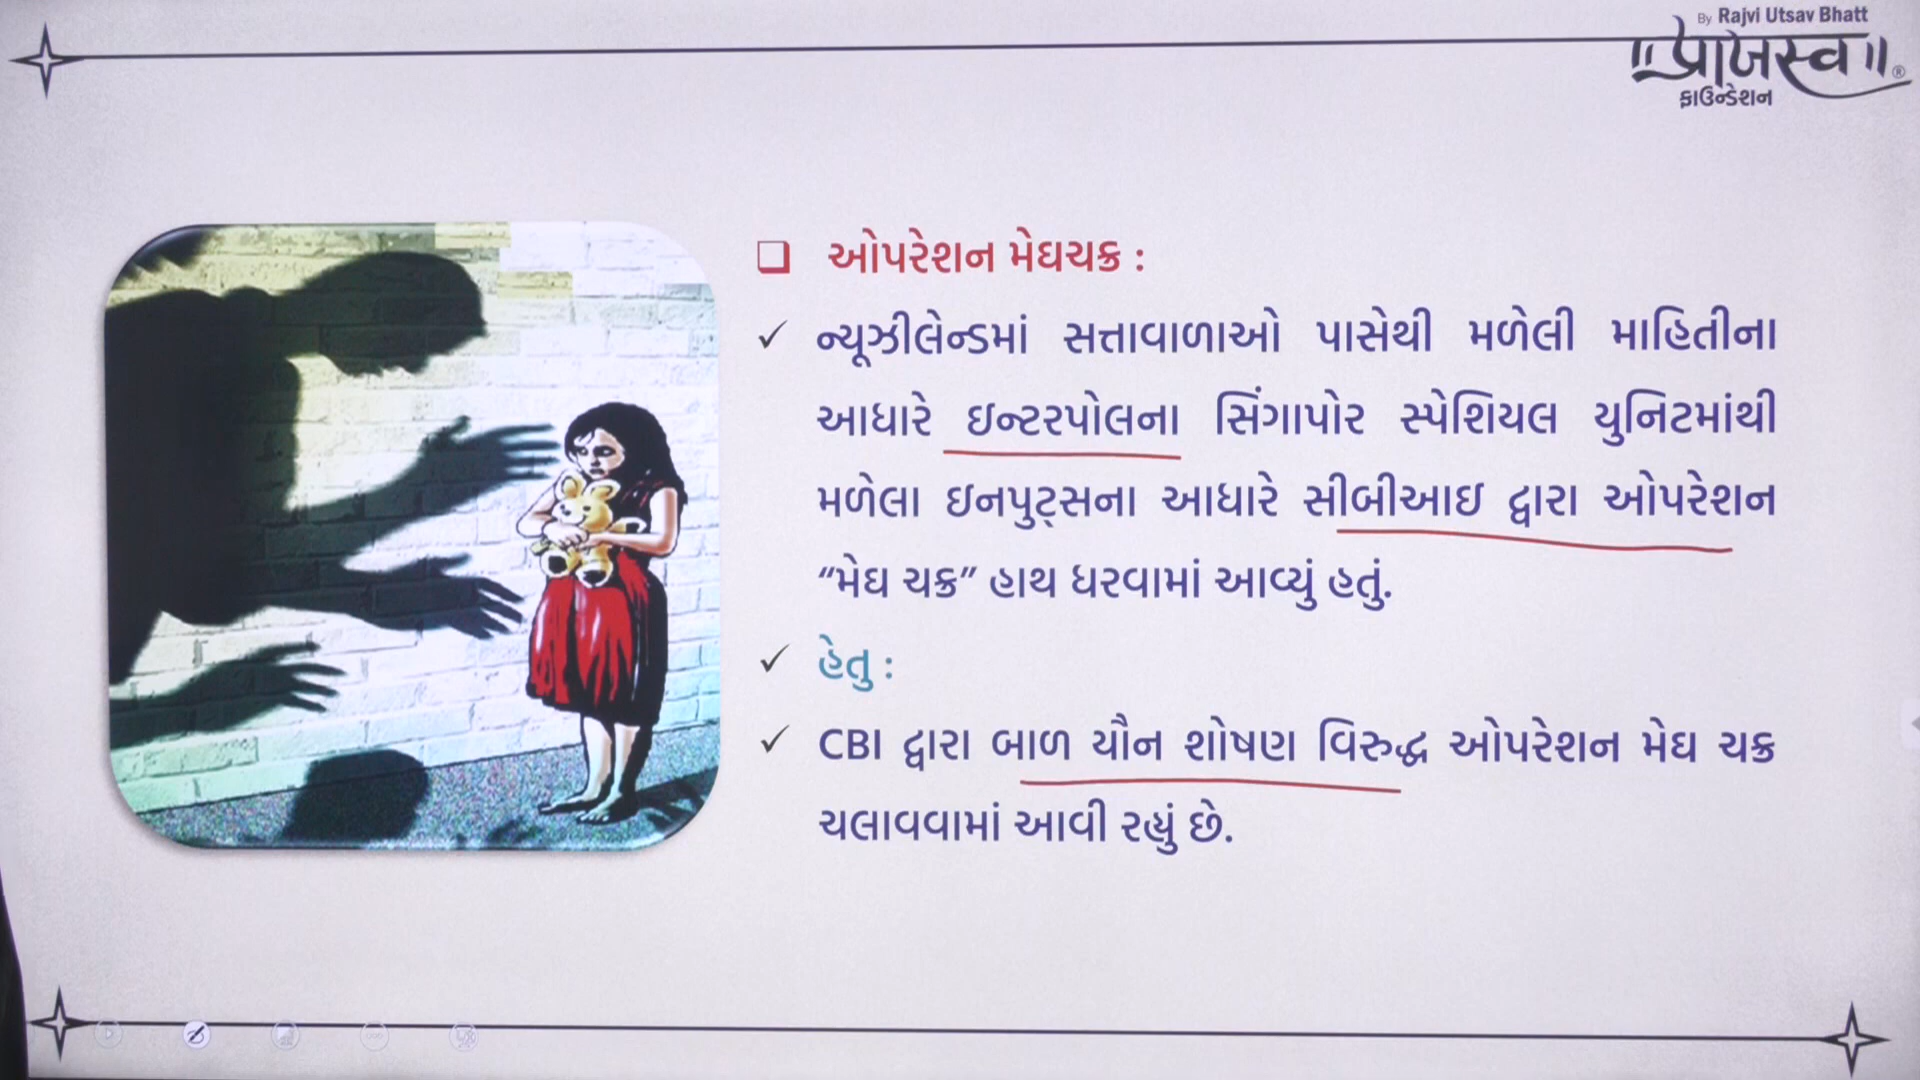 By Rajvi Utsav Bhatt
॥प्राजस्व॥®
ફાઉન્ડેશન
ઓપરેશન મેઘચક્ર :
ન્યૂઝીલેન્ડમાં સત્તાવાળાઓ પાસેથી મળેલી માહિતીના
આધારે ઇન્ટરપોલના સિંગાપોર સ્પેશિયલ યુનિટમાંથી
મળેલા ઇનપુટ્સના આધારે સીબીઆઇ દ્વારા ઓપરેશન
“મેઘ ચક્ર” હાથ ધરવામાં આવ્યું હતું.
હેતુ :
CBI દ્વારા બાળ યૌન શોષણ વિરુદ્ધ ઓપરેશન મેઘ ચક્ર
ચલાવવામાં આવી રહ્યું છે.